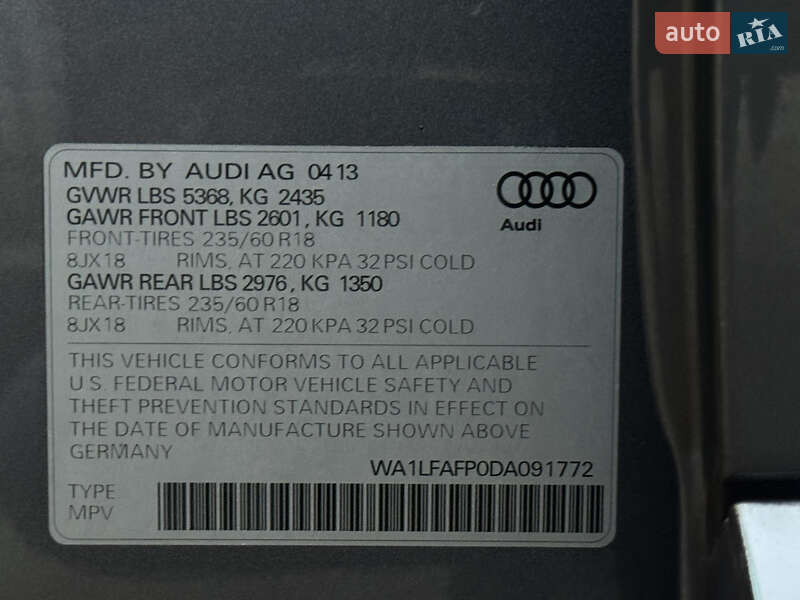 auto RIA.com
MFD. BY AUDI AG 0413
GVWR LBS 5368, KG 2435
GAWR FRONT LBS 2601, KG 1180
Audi
FRONT-TIRES 235/60 R18
8JX18 RIMS, AT 220 KPA 32 PSI COLD
GAWR REAR LBS 2976, KG 1350
REAR-TIRES 235/60 R18
8JX18 RIMS, AT 220 KPA 32 PSI COLD
THIS VEHICLE CONFORMS TO ALL APPLICABLE
U.S. FEDERAL MOTOR VEHICLE SAFETY AND
THEFT PREVENTION STANDARDS IN EFFECT ON
THE DATE OF MANUFACTURE SHOWN ABOVE
GERMANY
WA1LFAFP0DA091772
TYPE
MPV